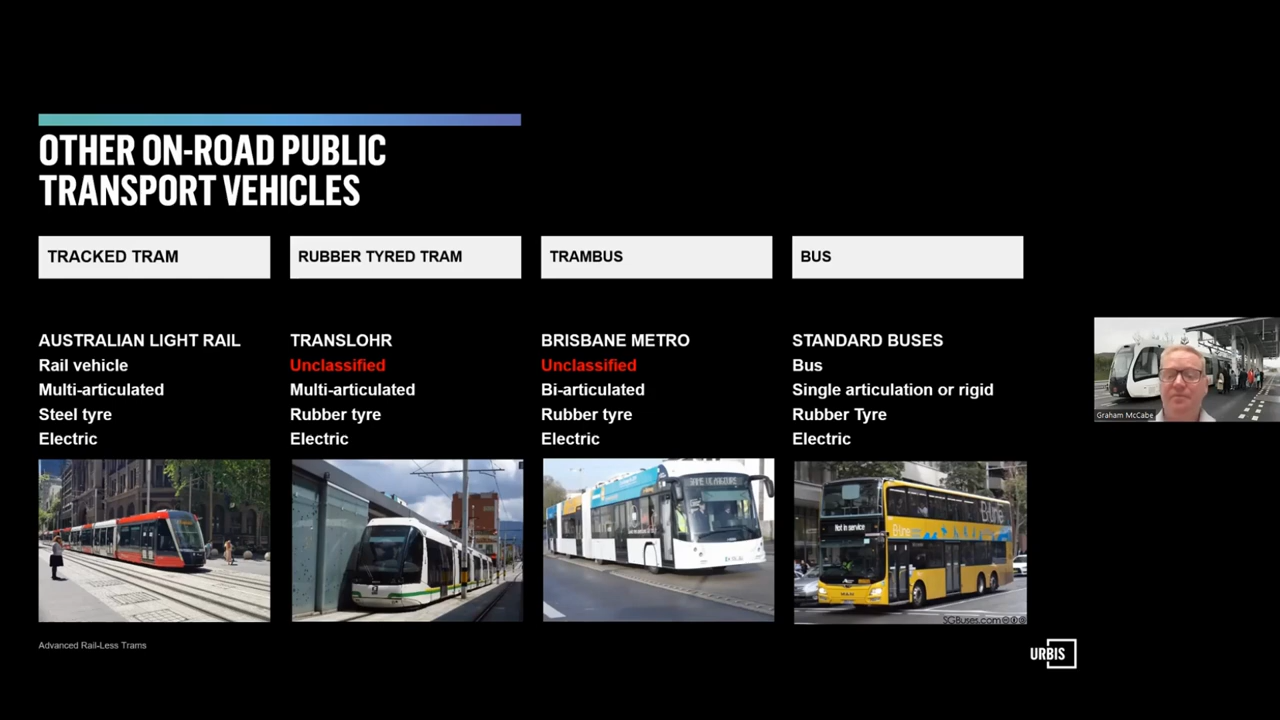 OTHER ON-ROAD PUBLIC
TRANSPORT VEHICLES
TRACKED TRAM
RUBBER TYRED TRAM
TRAMBUS
BUS
AUSTRALIAN LIGHT RAIL
Rail vehicle
Multi-articulated
Steel tyre
Electric
TRANSLOHR
Unclassified
Multi-articulated
Rubber tyre
Electric
BRISBANE METRO
Unclassified
Bi-articulated
Rubber tyre
Electric
STANDARD BUSES
Bus
Single articulation or rigid
Rubber Tyre
Electric
Not in service
B-Line
B-Line
MAN
SGBuses.com
Graham McCabe
Advanced Rail-Less Trams
URBIS